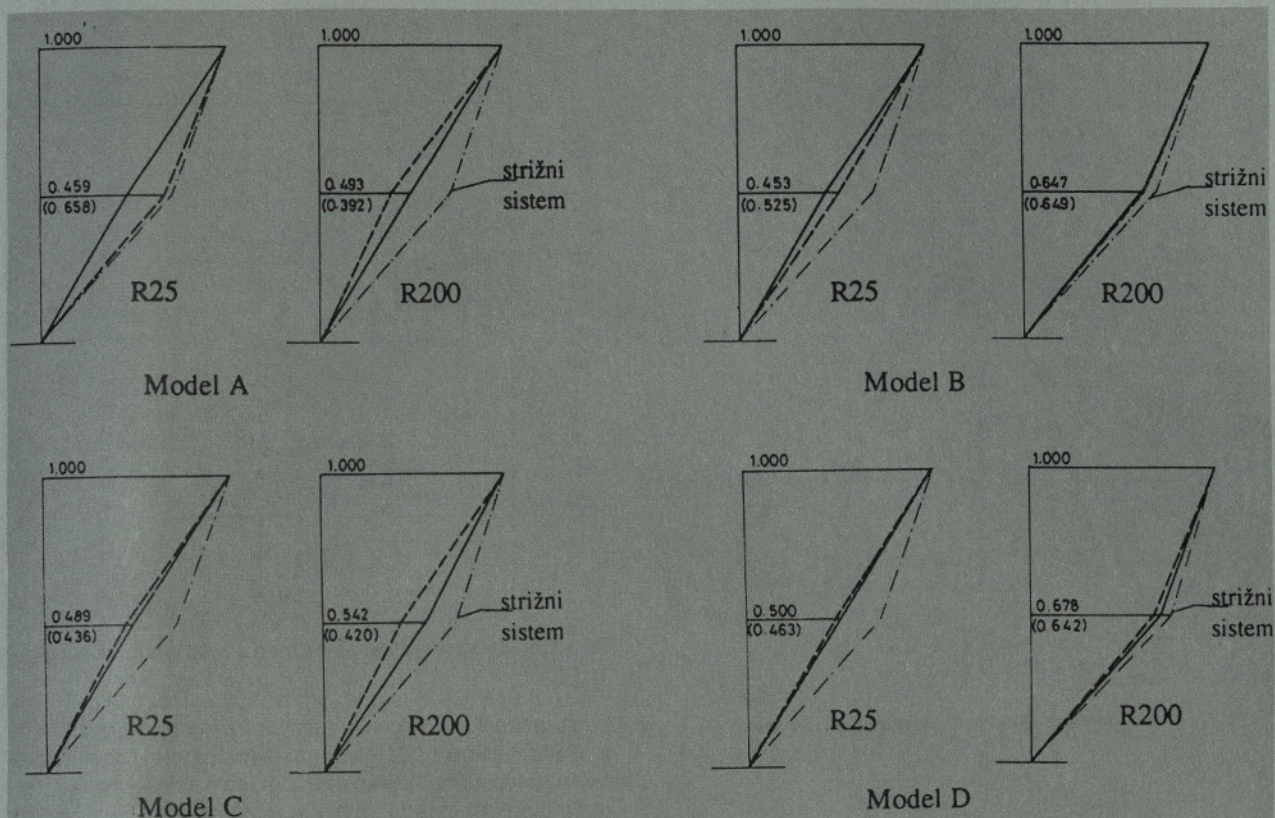 1.000
1.000
0.459
(0.658)
0.493
(0.392)
strižni
sistem
R25
R200
Model A
1.000
1.000
0.453
(0.525)
0.647
(0.649)
strižni
sistem
R25
R200
Model B
1.000
1.000
0.489
(0.436)
0.542
(0.420)
strižni
sistem
R25
R200
Model C
1.000
1.000
0.500
(0.463)
0.678
(0.642)
strižni
sistem
R25
R200
Model D